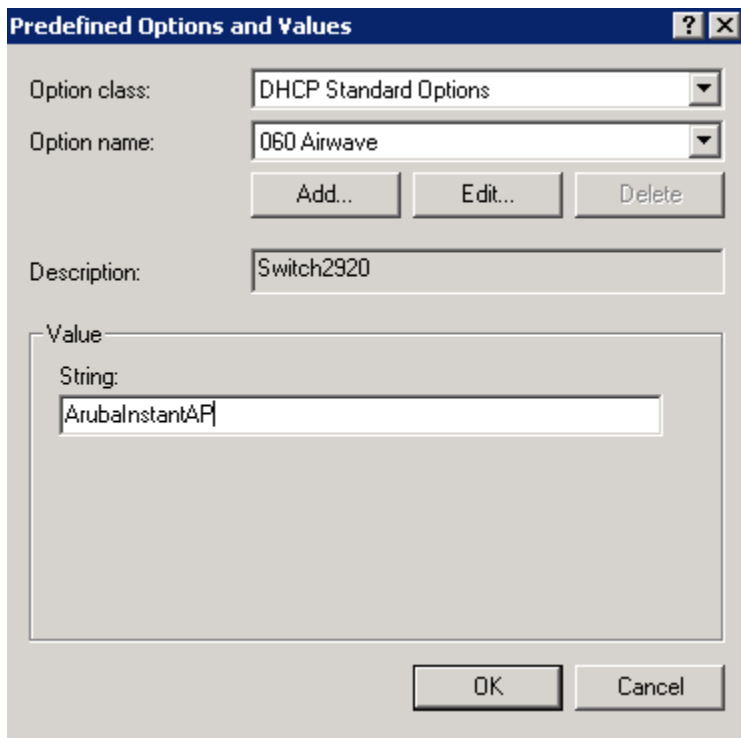 Predefined Options and Values
Option class:
DHCP Standard Options
Option name:
060 Airwave
Add...
Edit...
Delete
Description:
Switch2920
Value
String:
ArubaInstantAP
OK
Cancel